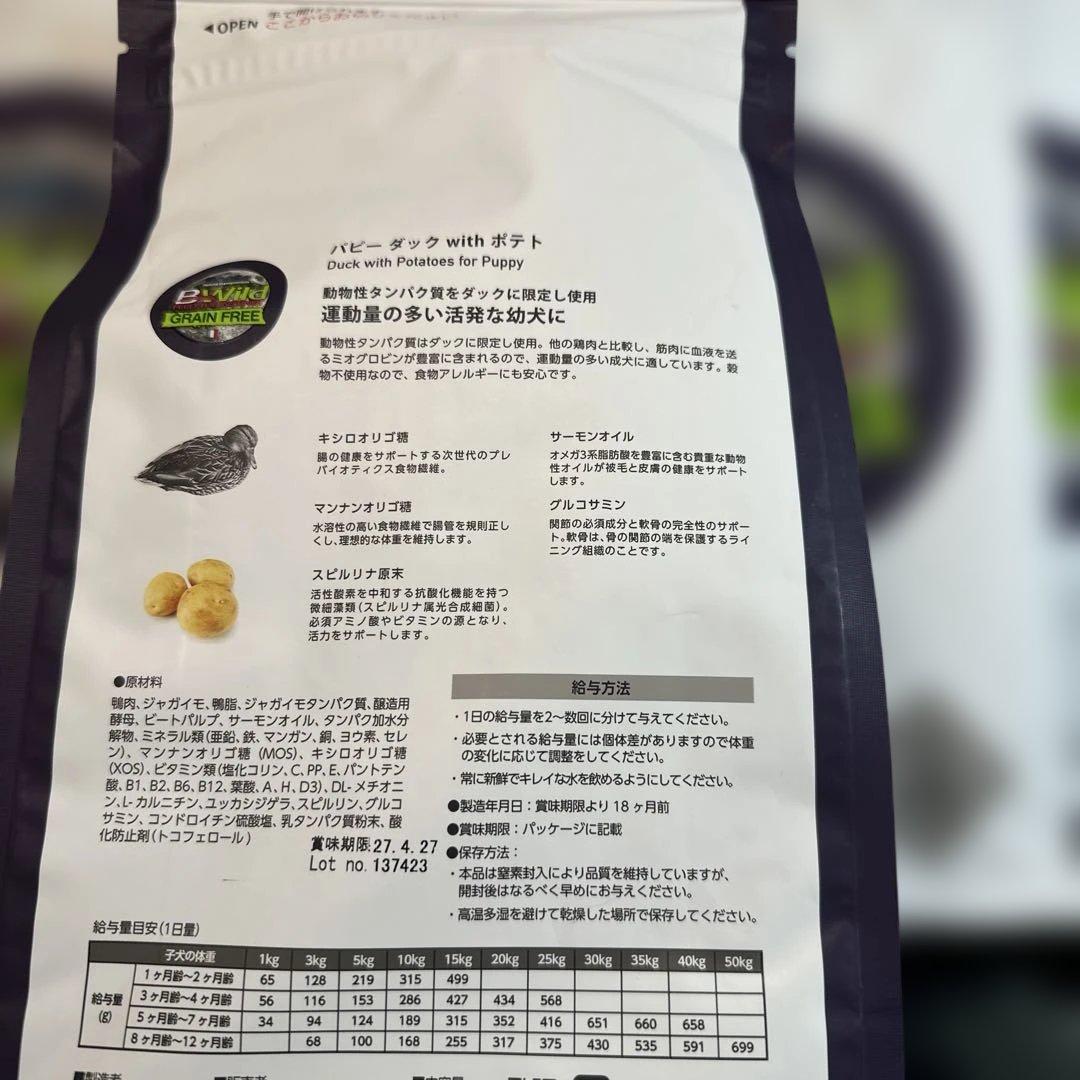 ◀OPEN
パピー ダック with ポテト
Duck with Potatoes for Puppy
B-Wild
GRAIN FREE
動物性タンパク質をダックに限定し使用
運動量の多い活発な幼犬に
動物性タンパク質はダックに限定し使用。他の鶏肉と比較し、筋肉に血液を送
るミオグロビンが豊富に含まれるので、運動量の多い成犬に適しています。穀
物不使用なので、食物アレルギーにも安心です。
キシロオリゴ糖
腸の健康をサポートする次世代のプレ
バイオティクス食物繊維。
マンナンオリゴ糖
水溶性の高い食物繊維で腸管を規則正し
くし、理想的な体重を維持します。
スピルリナ原末
活性酸素を中和する抗酸化機能を持つ
微細藻類(スピルリナ属光合成細菌)。
必須アミノ酸やビタミンの源となり、
活力をサポートします。
サーモンオイル
オメガ3系脂肪酸を豊富に含む貴重な動物
性オイルが被毛と皮膚の健康をサポート
します。
グルコサミン
関節の必須成分と軟骨の完全性のサポー
ト。軟骨は、骨の関節の端を保護するライ
ニング組織のことです。
●原材料
鴨肉、ジャガイモ、鴨脂、ジャガイモタンパク質、醸造用
酵母、ビートパルプ、サーモンオイル、タンパク加水分
解物、ミネラル類(亜鉛、鉄、マンガン、銅、ヨウ素、セレ
ン)、マンナンオリゴ糖(MOS)、キシロオリゴ糖
(XOS)、ビタミン類(塩化コリン、C、PP、E、パントテン
酸、B1、B2、B6、B12、葉酸、A、H、D3)、DL-メチオニ
ン、L-カルニチン、ユッカシジゲラ、スピルリン、グルコ
サミン、コンドロイチン硫酸塩、乳タンパク質粉末、酸
化防止剤(トコフェロール)
賞味期限27.4.27
Lot no.137423
給与方法
・1日の給与量を2〜数回に分けて与えてください。
・必要とされる給与量には個体差がありますので体重
の変化に応じて調整をしてください。
・常に新鮮でキレイな水を飲めるようにしてください。
●製造年月日：賞味期限より18ヶ月前
●賞味期限：パッケージに記載
●保存方法：
・本品は窒素封入により品質を維持していますが、
開封後はなるべく早めにお与えください。
・高温多湿を避けて乾燥した場所で保存してください。
給与量目安(1日量)
子犬の体重 1kg 3kg 5kg 10kg 15kg 20kg 25kg 30kg 35kg 40kg 50kg
給与量
(g)
1ヶ月齢〜2ヶ月齢 65 128 219 315 499
3ヶ月齢〜4ヶ月齢 56 116 153 286 427 434 568
5ヶ月齢〜7ヶ月齢 34 94 124 189 315 352 416 651 660 658
8ヶ月齢〜12ヶ月齢 68 100 168 255 317 375 430 535 591 699